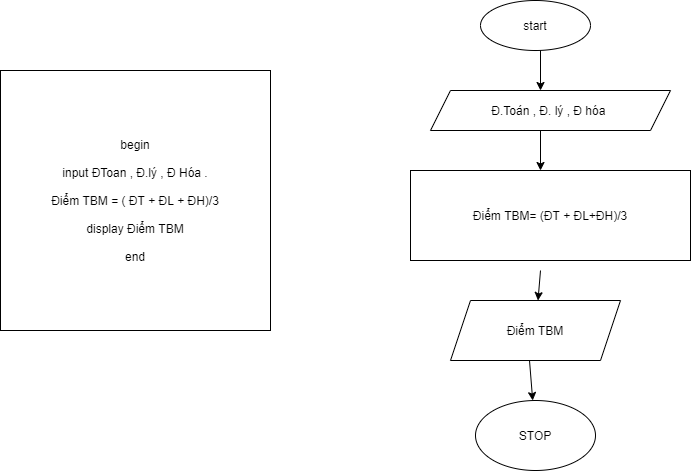 begin
input ĐToan , Đ.lý , Đ Hóa .
Điểm TBM = ( ĐT + ĐL + ĐH)/3
display Điểm TBM
end
start
Đ.Toán , Đ. lý , Đ hóa
Điểm TBM= (ĐT + ĐL+ĐH)/3
Điểm TBM
STOP